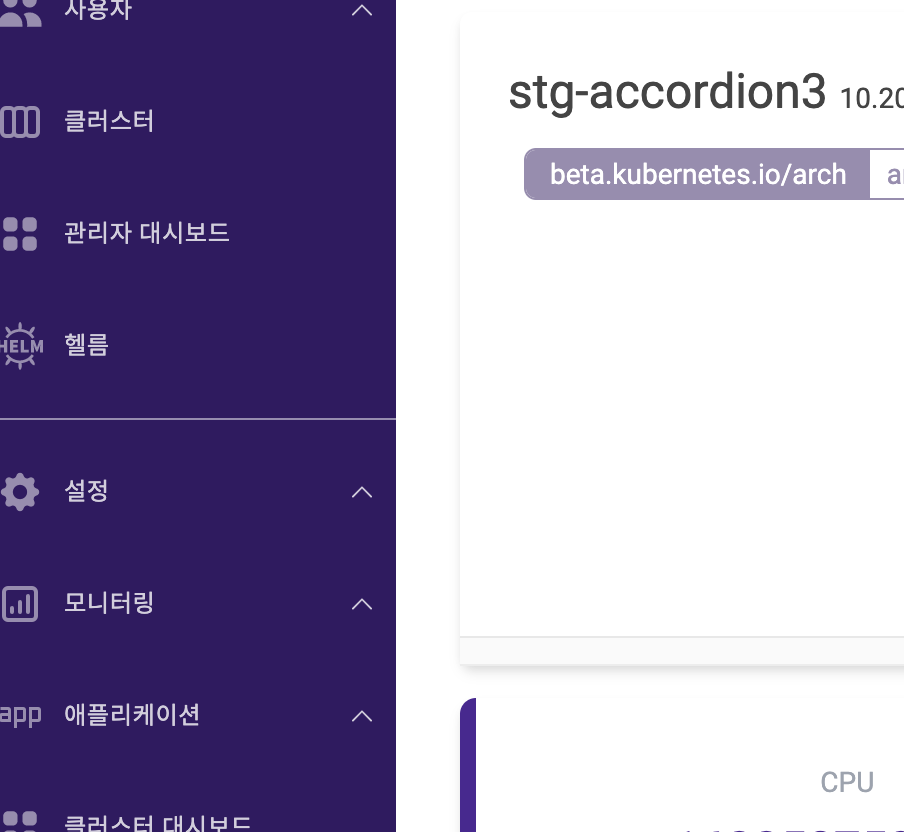 사용자
클러스터
관리자 대시보드
HELM 헬름
설정
모니터링
app 애플리케이션
클러스터 대시보드
stg-accordion3 10.20
beta.kubernetes.io/arch
CPU